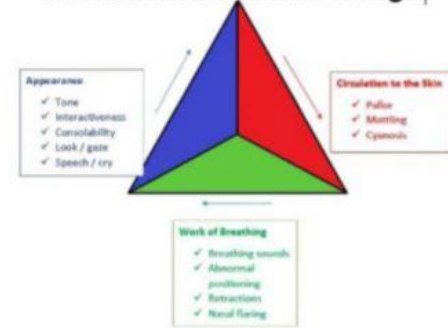 Appearance
✓ Tone
✓ Interactiveness
✓ Consolability
✓ Look / gaze
✓ Speech / cry
Circulation to the Skin
✓ Pallor
✓ Mottling
✓ Cyanosis
Work of Breathing
✓ Breathing sounds
✓ Abnormal
positioning
✓ Retractions
✓ Nasal flaring